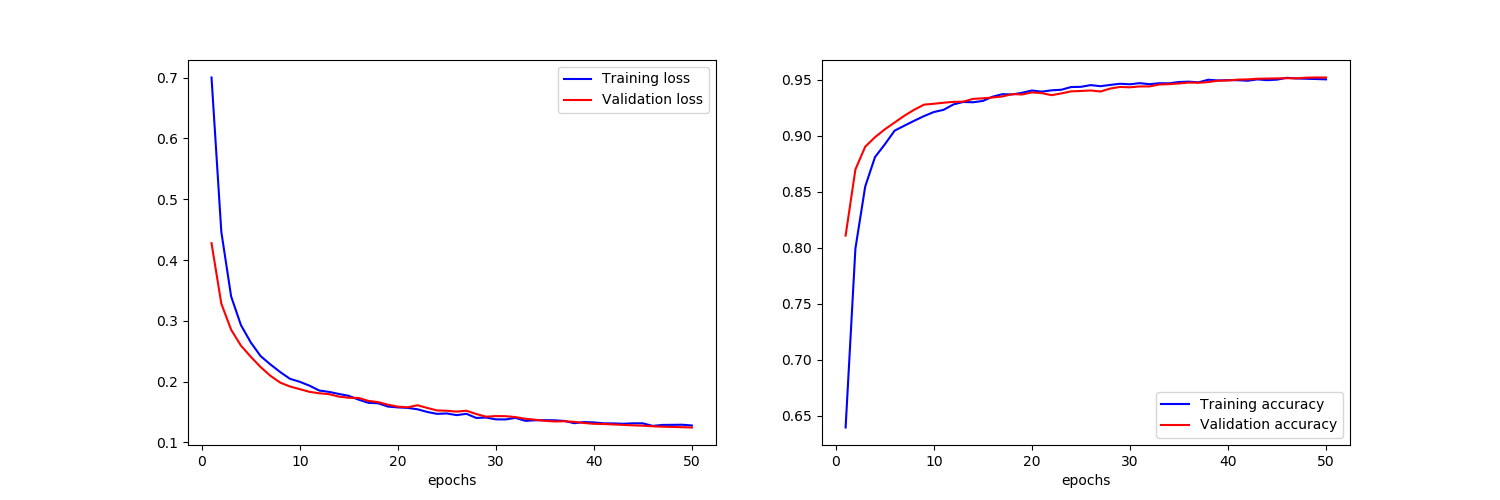 0.7
0.6
0.5
0.4
0.3
0.2
0.1
0 10 20 30 40 50
epochs
Training loss
Validation loss
0.95
0.90
0.85
0.80
0.75
0.70
0.65
0 10 20 30 40 50
epochs
Training accuracy
Validation accuracy